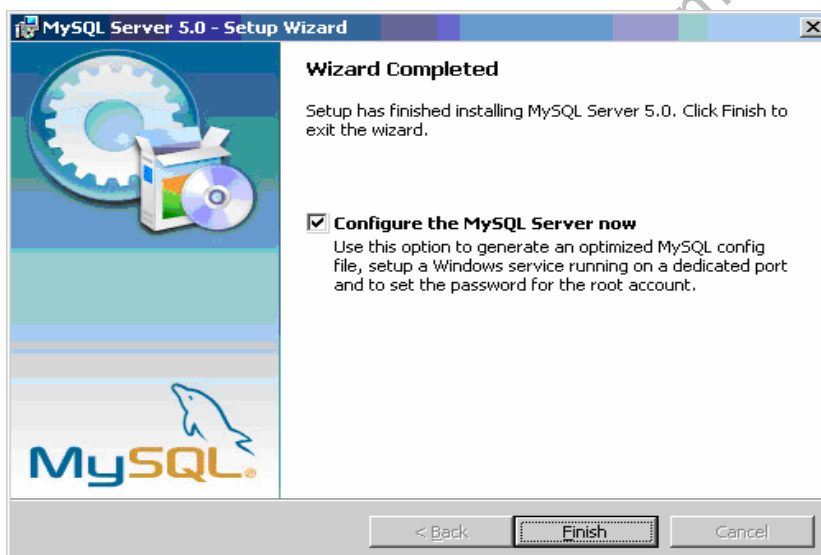 MySQL Server 5.0 - Setup Wizard
Wizard Completed
Setup has finished installing MySQL Server 5.0. Click Finish to
exit the wizard.
Configure the MySQL Server now
Use this option to generate an optimized MySQL config
file, setup a Windows service running on a dedicated port
and to set the password for the root account.
MySQL®
< Back
Finish
Cancel